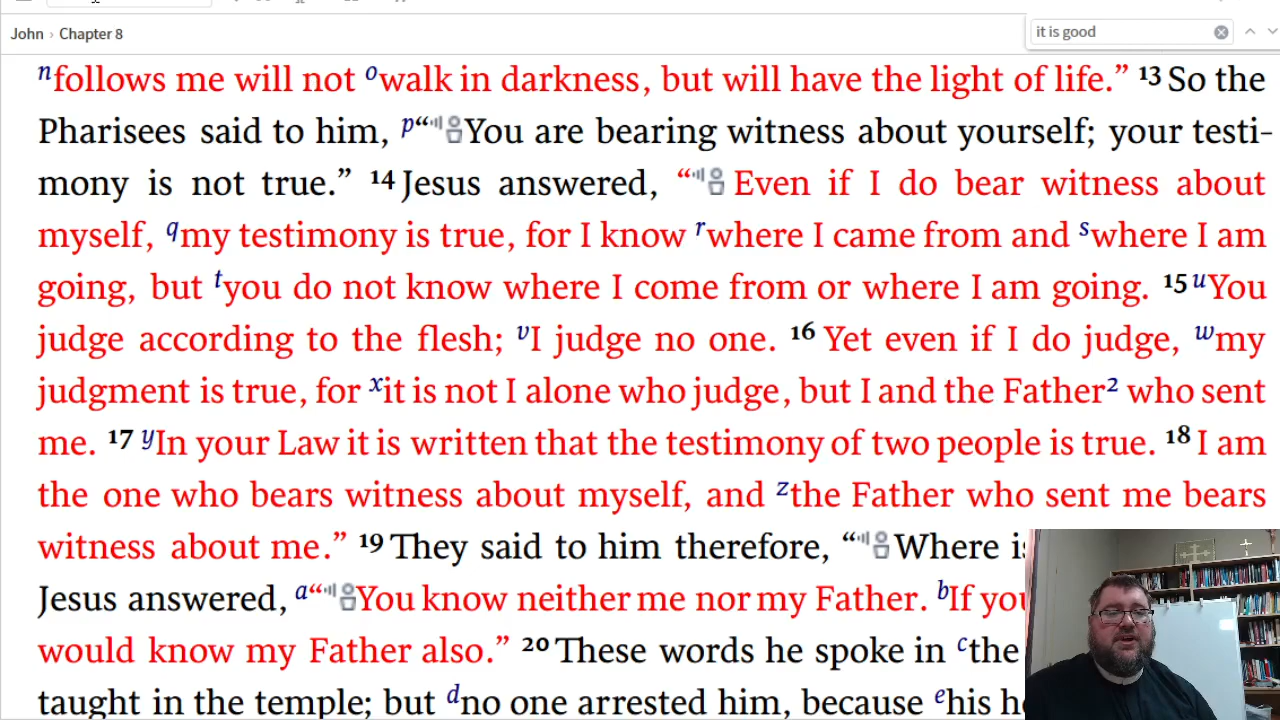 John › Chapter 8
it is good
nfollows me will not owalk in darkness, but will have the light of life.” 13 So the
Pharisees said to him, p“You are bearing witness about yourself; your testi-
mony is not true.” 14 Jesus answered, “Even if I do bear witness about
myself, qmy testimony is true, for I know rwhere I came from and swhere I am
going, but tyou do not know where I come from or where I am going. 15 uYou
judge according to the flesh; vI judge no one. 16 Yet even if I do judge, wmy
judgment is true, for xit is not I alone who judge, but I and the Father2 who sent
me. 17 yIn your Law it is written that the testimony of two people is true. 18 I am
the one who bears witness about myself, and zthe Father who sent me bears
witness about me.” 19 They said to him therefore, “Where
Jesus answered, a“You know neither me nor my Father. bIf
would know my Father also.” 20 These words he spoke in cthe
taught in the temple; but dno one arrested him, because ehis